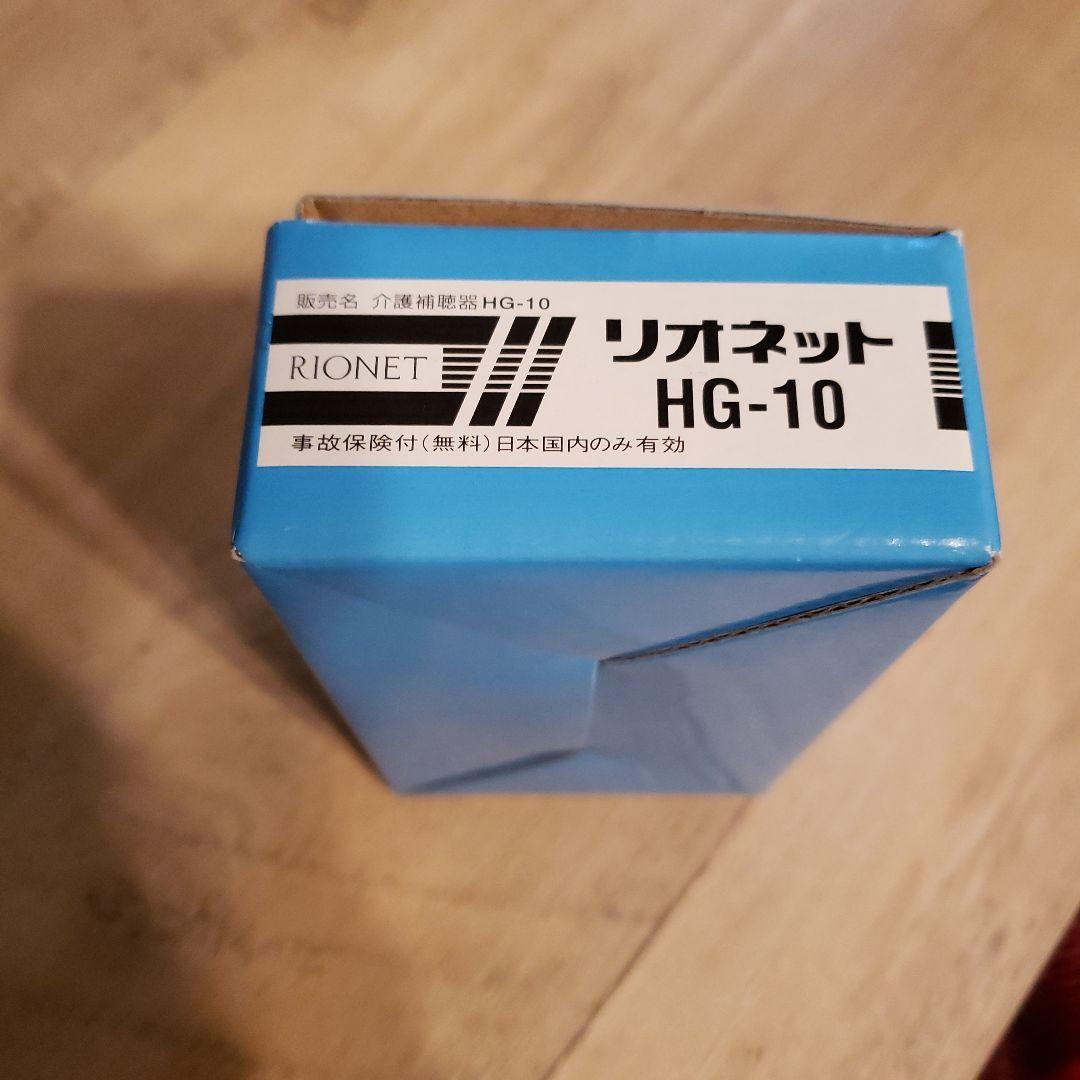 販売名 介護補聴器HG-10
RIONET
リオネット
HG-10
事故保険付(無料)日本国内のみ有効